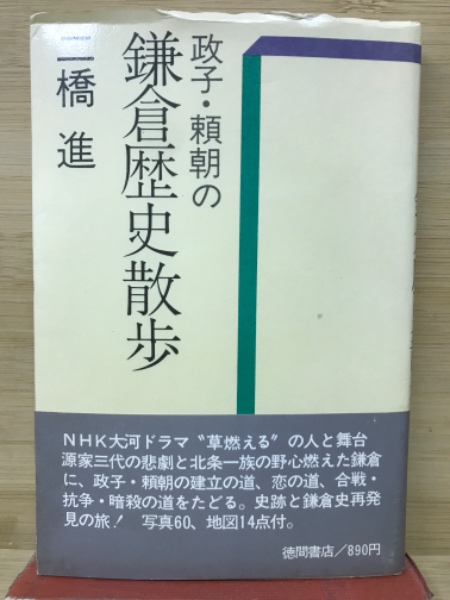 政子・頼朝の
鎌倉歴史散歩
二橋進
NHK大河ドラマ〝草燃える〞の人と舞台
源家三代の悲劇と北条一族の野心燃えた鎌倉
に、政子・頼朝の建立の道、恋の道、合戦・
抗争・暗殺の道をたどる。史跡と鎌倉史再発
見の旅! 写真60、地図14点付。
徳間書店/890円